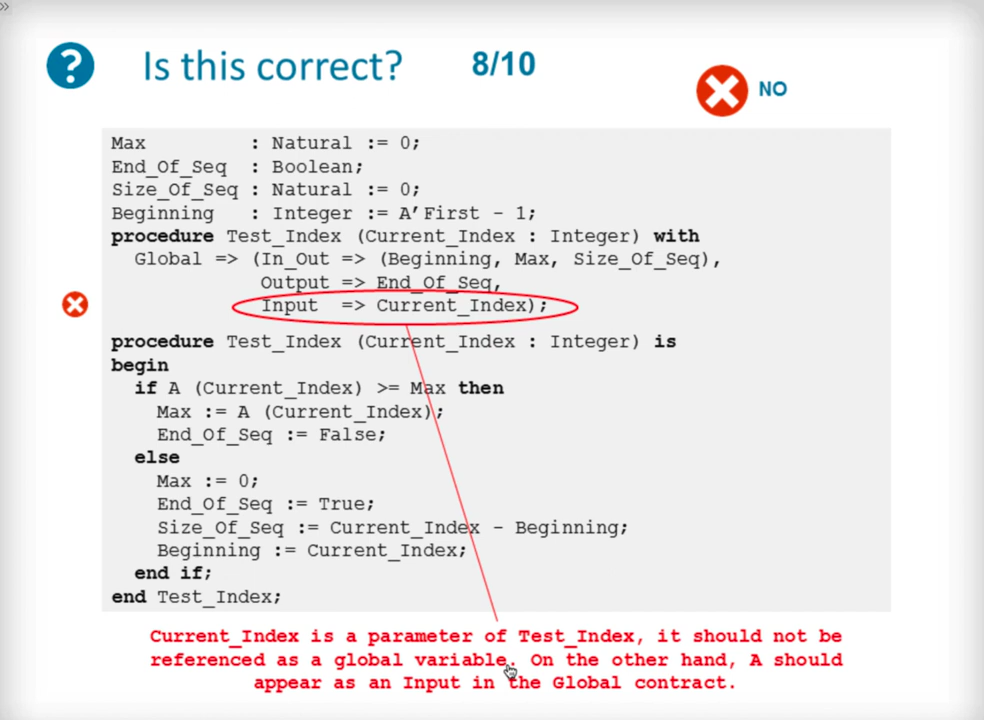 »
? Is this correct? 8/10
NO
Max         : Natural := 0;
End_Of_Seq  : Boolean;
Size_Of_Seq : Natural := 0;
Beginning   : Integer := A'First - 1;
procedure Test_Index (Current_Index : Integer) with
  Global => (In_Out => (Beginning, Max, Size_Of_Seq),
             Output => End_Of_Seq,
             Input  => Current_Index);
procedure Test_Index (Current_Index : Integer) is
begin
  if A (Current_Index) >= Max then
    Max := A (Current_Index);
    End_Of_Seq := False;
  else
    Max := 0;
    End_Of_Seq := True;
    Size_Of_Seq := Current_Index - Beginning;
    Beginning := Current_Index;
  end if;
end Test_Index;
Current_Index is a parameter of Test_Index, it should not be
referenced as a global variable. On the other hand, A should
appear as an Input in the Global contract.